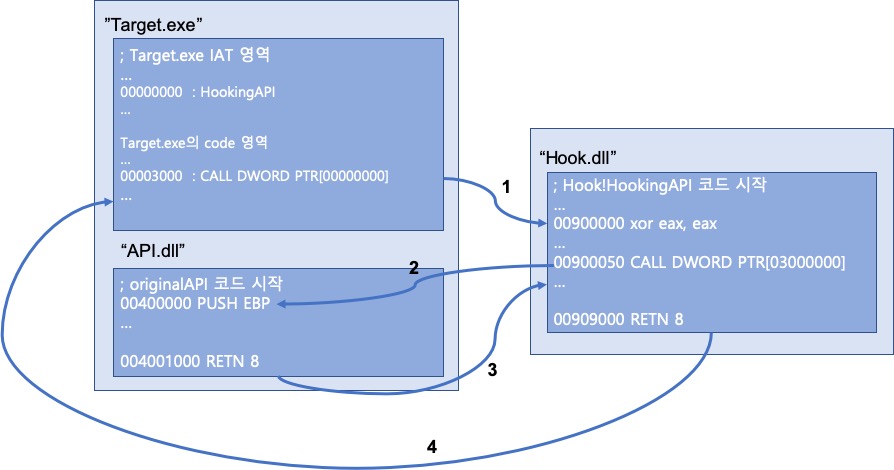 ”Target.exe”
; Target.exe IAT 영역
...
00000000 : HookingAPI
...
Target.exe의 code 영역
...
00003000 : CALL DWORD PTR[00000000]
...
“API.dll”
; originalAPI 코드 시작
00400000 PUSH EBP
...
004001000 RETN 8
“Hook.dll”
; Hook!HookingAPI 코드 시작
...
00900000 xor eax, eax
...
00900050 CALL DWORD PTR[03000000]
...
00909000 RETN 8
1
2
3
4